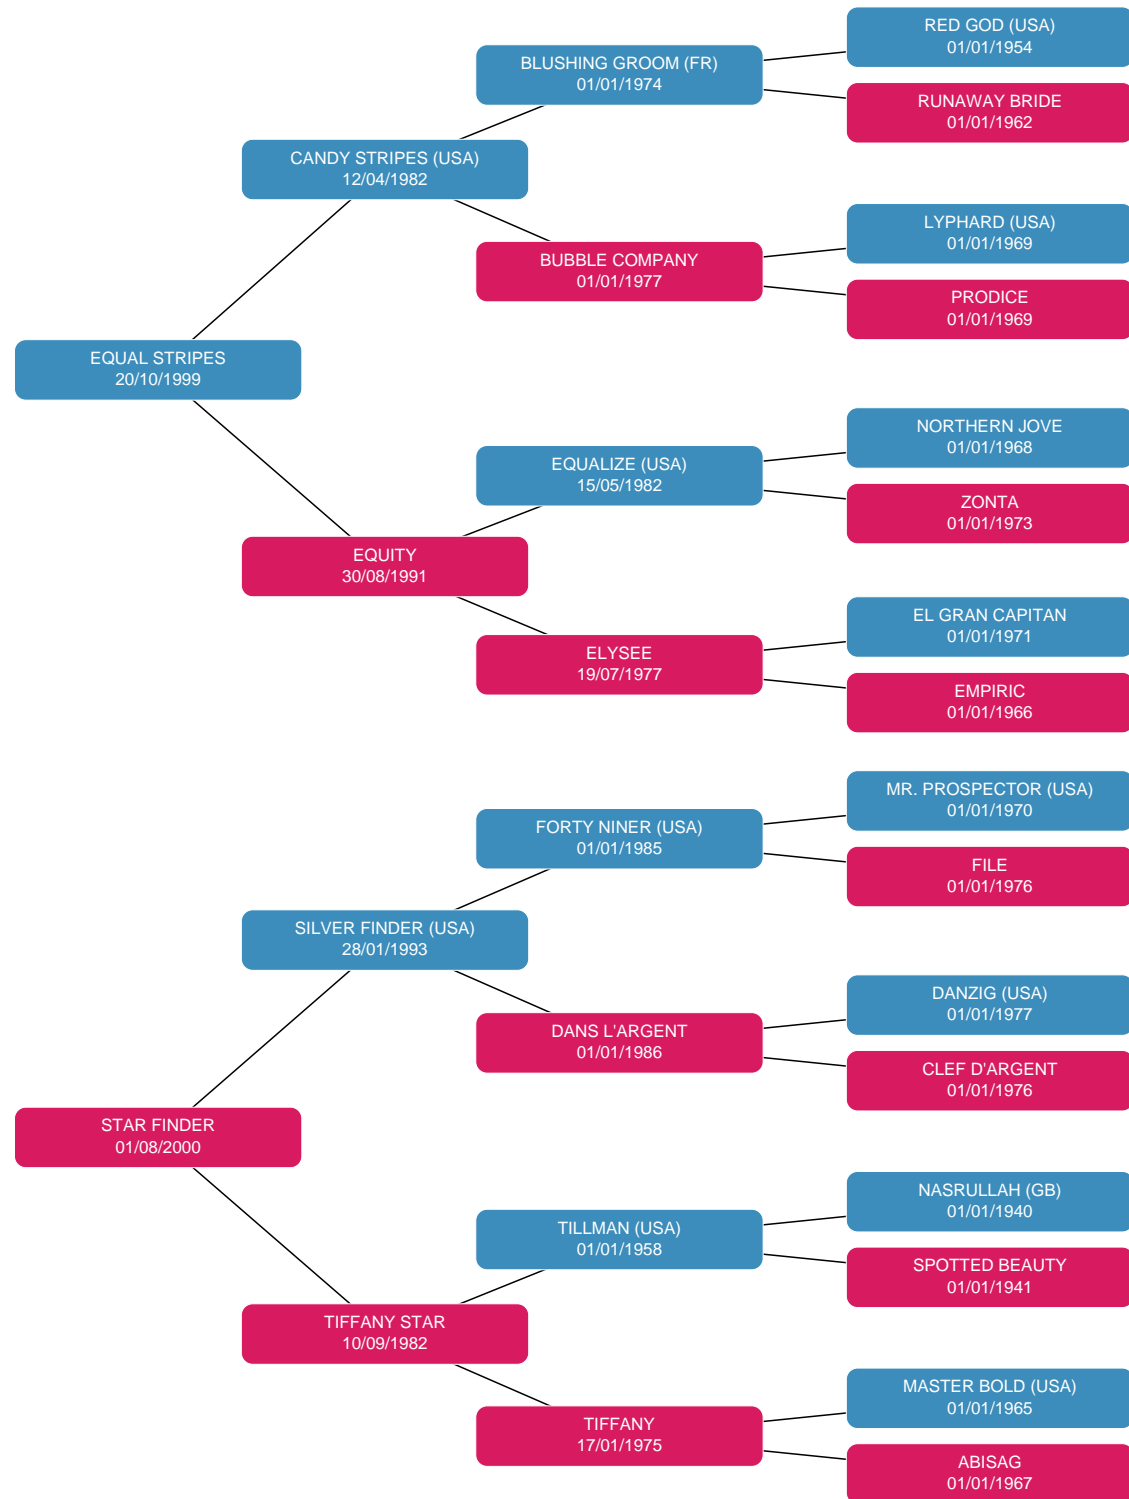 RED GOD (USA)
01/01/1954
BLUSHING GROOM (FR)
01/01/1974
RUNAWAY BRIDE
01/01/1962
CANDY STRIPES (USA)
12/04/1982
LYPHARD (USA)
01/01/1969
BUBBLE COMPANY
01/01/1977
PRODICE
01/01/1969
EQUAL STRIPES
20/10/1999
NORTHERN JOVE
01/01/1968
EQUALIZE (USA)
15/05/1982
ZONTA
01/01/1973
EQUITY
30/08/1991
EL GRAN CAPITAN
01/01/1971
ELYSEE
19/07/1977
EMPIRIC
01/01/1966
MR. PROSPECTOR (USA)
01/01/1970
FORTY NINER (USA)
01/01/1985
FILE
01/01/1976
SILVER FINDER (USA)
28/01/1993
DANZIG (USA)
01/01/1977
DANS L'ARGENT
01/01/1986
CLEF D'ARGENT
01/01/1976
STAR FINDER
01/08/2000
NASRULLAH (GB)
01/01/1940
TILLMAN (USA)
01/01/1958
SPOTTED BEAUTY
01/01/1941
TIFFANY STAR
10/09/1982
MASTER BOLD (USA)
01/01/1965
TIFFANY
17/01/1975
ABISAG
01/01/1967